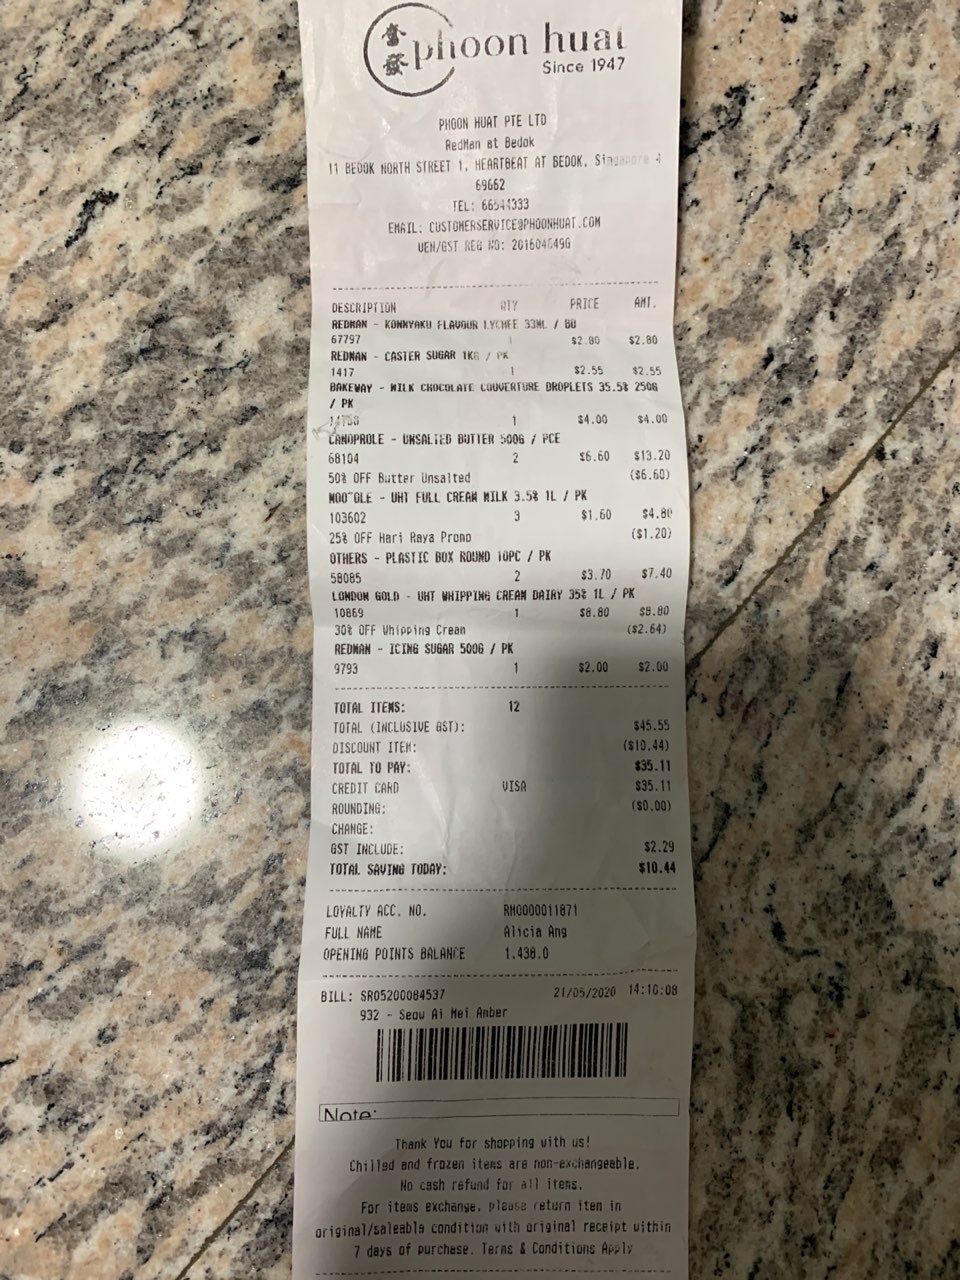 phoon huat
Since 1947
PHOON HUAT PTE LTD
RedMan at Bedok
11 BEDOK NORTH STREET 1, HEARTBEAT AT BEDOK, Singapore 4
69662
TEL: 66544333
EMAIL: CUSTOMERSERVICE@PHOONHUAT.COM
UEN/GST REG NO:
DESCRIPTION QTY PRICE AMT.
REDMAN - KONNYAKU FLAVOUR LYCHEE 33ML / BO
67797 1 $2.80 $2.80
REDMAN - CASTER SUGAR 1KG / PK
1417 1 $2.55 $2.55
BAKEWAY - MILK CHOCOLATE COUVERTURE DROPLETS 35.5% 250G
/ PK
1 $4.00 $4.00
CANOPROLE - UNSALTED BUTTER 500G / PCE
68104 2 $6.60 $13.20
50% OFF Butter Unsalted ($6.60)
- UHT FULL CREAM MILK 3.5% 1L / PK
103602 3 $1.60 $4.80
25% OFF Hari Raya Promo ($1.20)
OTHERS - PLASTIC BOX ROUND 10PC / PK
58085 2 $3.70 $7.40
LONDON GOLD - UHT WHIPPING CREAM DAIRY 35% 1L / PK
10869 1 $8.80 $8.80
30% OFF Whipping Cream ($2.64)
REDMAN - ICING SUGAR 500G / PK
9793 1 $2.00 $2.00
TOTAL ITEMS: 12
TOTAL (INCLUSIVE GST): $45.55
DISCOUNT ITEM: ($10.44)
TOTAL TO PAY: $35.11
CREDIT CARD VISA $35.11
ROUNDING: ($0.00)
CHANGE:
GST INCLUDE: $2.29
TOTAL SAVING TODAY: $10.44
LOYALTY ACC. NO. RM0000011871
FULL NAME Alicia Ang
OPENING POINTS BALANCE 1,438.0
BILL: SR05200084537 21/05/2020 14:10:08
932 - Seow Ai Mei Amber
Note:
Thank You for shopping with us!
Chilled and frozen items are non-exchangeable.
No cash refund for all items.
For items exchange, please return item in
original/saleable condition with original receipt within
7 days of purchase. Terms & Conditions Apply